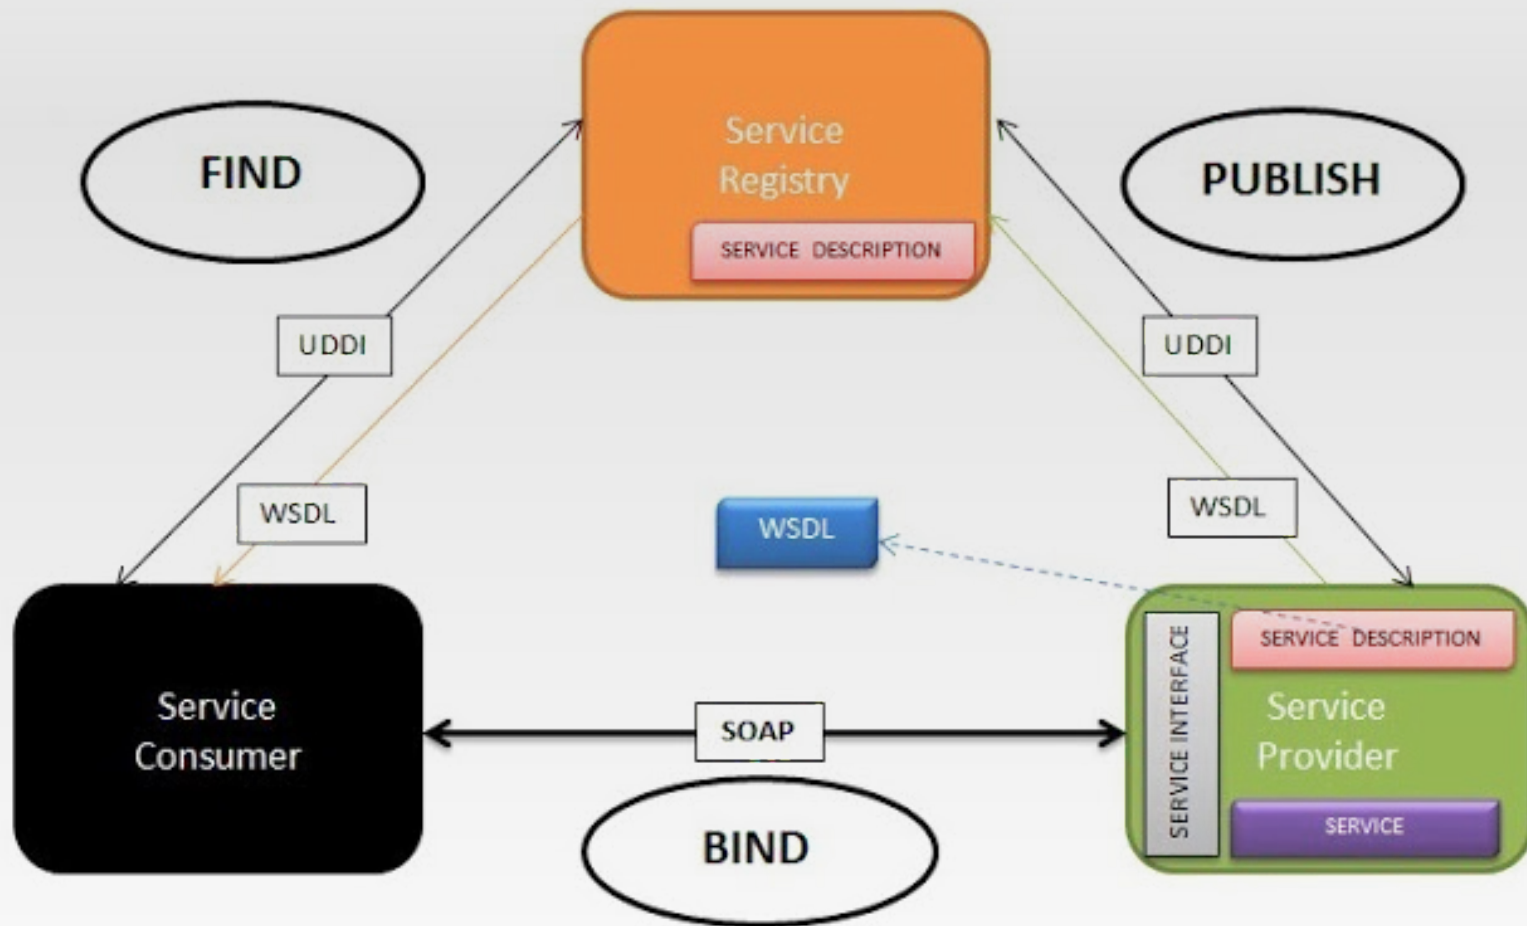 Service
Registry
SERVICE DESCRIPTION
FIND
PUBLISH
UDDI
UDDI
WSDL
WSDL
WSDL
Service
Consumer
SOAP
BIND
SERVICE INTERFACE
SERVICE DESCRIPTION
Service
Provider
SERVICE